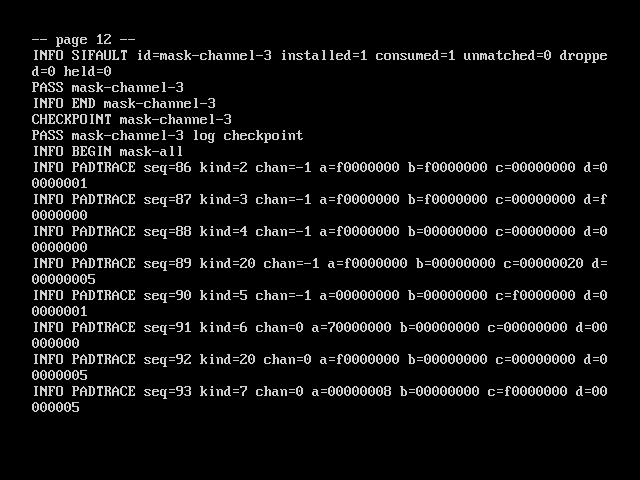 -- page 12 --
INFO SIFAULT id=mask-channel-3 installed=1 consumed=1 unmatched=0 droppe
d=0 held=0
PASS mask-channel-3
INFO END mask-channel-3
CHECKPOINT mask-channel-3
PASS mask-channel-3 log checkpoint
INFO BEGIN mask-all
INFO PADTRACE seq=86 kind=2 chan=-1 a=f0000000 b=f0000000 c=00000000 d=0
0000001
INFO PADTRACE seq=87 kind=3 chan=-1 a=f0000000 b=f0000000 c=00000000 d=f
0000000
INFO PADTRACE seq=88 kind=4 chan=-1 a=f0000000 b=00000000 c=00000000 d=0
0000000
INFO PADTRACE seq=89 kind=20 chan=-1 a=f0000000 b=00000000 c=00000020 d=
00000005
INFO PADTRACE seq=90 kind=5 chan=-1 a=00000000 b=00000000 c=f0000000 d=0
0000001
INFO PADTRACE seq=91 kind=6 chan=0 a=70000000 b=00000000 c=00000000 d=00
000000
INFO PADTRACE seq=92 kind=20 chan=0 a=f0000000 b=00000000 c=00000000 d=0
0000005
INFO PADTRACE seq=93 kind=7 chan=0 a=00000008 b=00000000 c=f0000000 d=00
000005